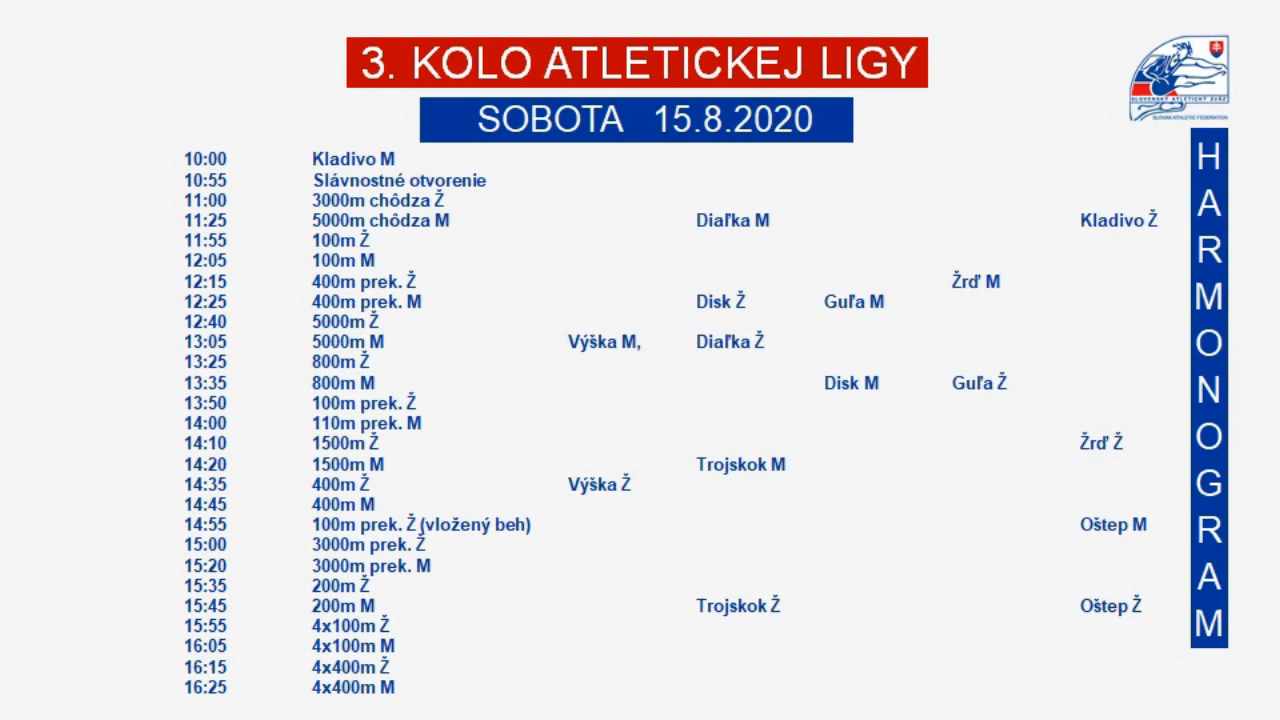 3. KOLO ATLETICKEJ LIGY
SOBOTA 15.8.2020
SLOVENSKÝ ATLETICKÝ ZVÄZ
SLOVAK ATHLETIC FEDERATION
HARMONOGRAM
10:00 Kladivo M
10:55 Slávnostné otvorenie
11:00 3000m chôdza Ž
11:25 5000m chôdza M Diaľka M Kladivo Ž
11:55 100m Ž
12:05 100m M
12:15 400m prek. Ž Žrď M
12:25 400m prek. M Disk Ž Guľa M
12:40 5000m Ž
13:05 5000m M Výška M, Diaľka Ž
13:25 800m Ž
13:35 800m M Disk M Guľa Ž
13:50 100m prek. Ž
14:00 110m prek. M
14:10 1500m Ž Žrď Ž
14:20 1500m M Trojskok M
14:35 400m Ž Výška Ž
14:45 400m M
14:55 100m prek. Ž (vložený beh) Oštep M
15:00 3000m prek. Ž
15:20 3000m prek. M
15:35 200m Ž
15:45 200m M Trojskok Ž Oštep Ž
15:55 4x100m Ž
16:05 4x100m M
16:15 4x400m Ž
16:25 4x400m M